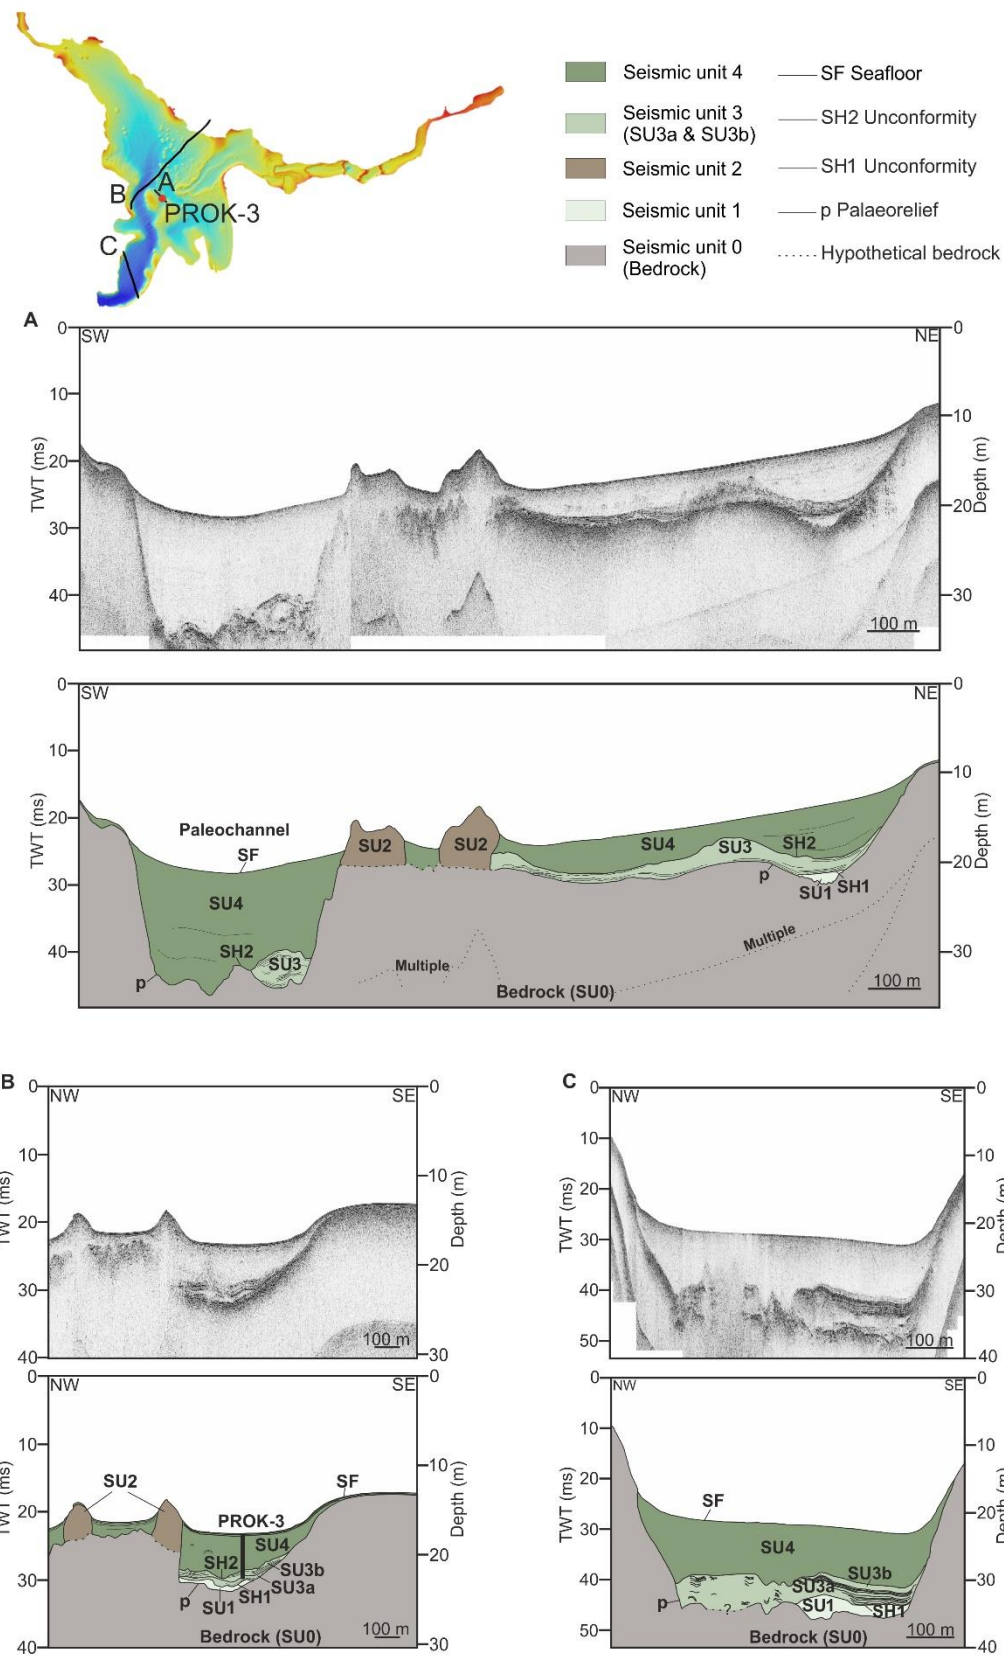 Seismic unit 4
SF Seafloor
Seismic unit 3
(SU3a & SU3b)
SH2 Unconformity
Seismic unit 2
SH1 Unconformity
Seismic unit 1
p Palaeorelief
Seismic unit 0
(Bedrock)
Hypothetical bedrock
A
B
PROK-3
C
A
SW
NE
0
10
20
30
40
TWT (ms)
0
10
20
30
Depth (m)
100 m
SW
NE
0
10
20
30
40
TWT (ms)
0
10
20
30
Depth (m)
Paleochannel
SF
SU4
SH2
SU3
p
SU2
SU2
SU4
SU3
SH2
p
SU1
SH1
Multiple
Multiple
Bedrock (SU0)
100 m
B
NW
SE
0
10
20
30
40
TWT (ms)
0
10
20
30
Depth (m)
100 m
NW
SE
0
10
20
30
40
TWT (ms)
0
10
20
30
Depth (m)
SU2
SF
PROK-3
SU4
SH2
SU3b
SU3a
SH1
p
SU1
Bedrock (SU0)
100 m
C
NW
SE
0
10
20
30
40
50
TWT (ms)
0
10
20
30
40
Depth (m)
100 m
NW
SE
0
10
20
30
40
50
TWT (ms)
0
10
20
30
40
Depth (m)
SF
SU4
SU3b
SU3a
SU1
SH1
p
?
Bedrock (SU0)
100 m